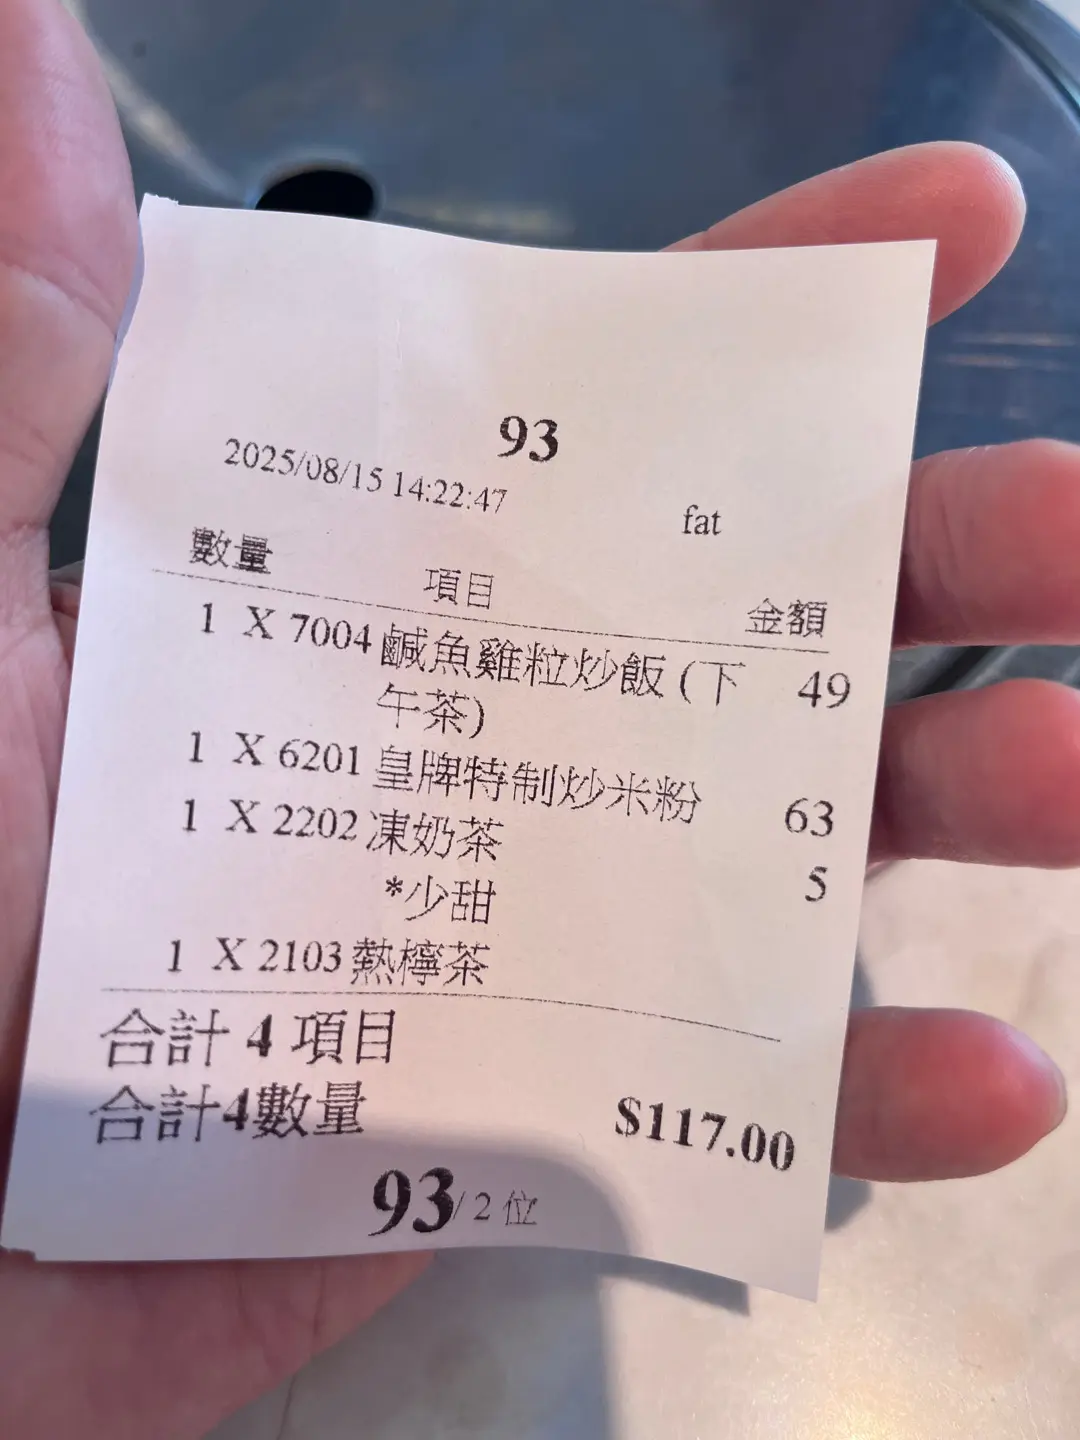 93
2025/08/15 14:22:47 fat
數量 項目 金額
1 X 7004 鹹魚雞粒炒飯 (下 49
午茶)
1 X 6201 皇牌特制炒米粉 63
1 X 2202 凍奶茶 5
*少甜
1 X 2103 熱檸茶
合計 4 項目
合計4數量 $117.00
93/ 2 位